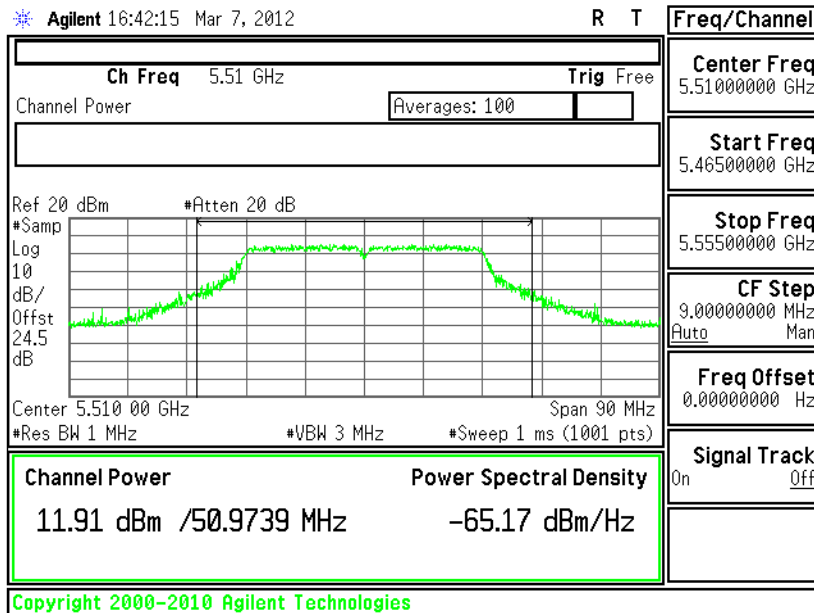 Agilent 16:42:15 Mar 7, 2012 R T
Ch Freq 5.51 GHz Trig Free
Channel Power Averages: 100
Ref 20 dBm #Atten 20 dB
#Samp
Log
10
dB/
Offst
24.5
dB
Center 5.510 00 GHz Span 90 MHz
#Res BW 1 MHz #VBW 3 MHz #Sweep 1 ms (1001 pts)
Channel Power Power Spectral Density
11.91 dBm /50.9739 MHz -65.17 dBm/Hz
Copyright 2000-2010 Agilent Technologies
Freq/Channel
Center Freq
5.51000000 GHz
Start Freq
5.46500000 GHz
Stop Freq
5.55500000 GHz
CF Step
9.00000000 MHz
Auto Man
Freq Offset
0.00000000 Hz
Signal Track
On Off